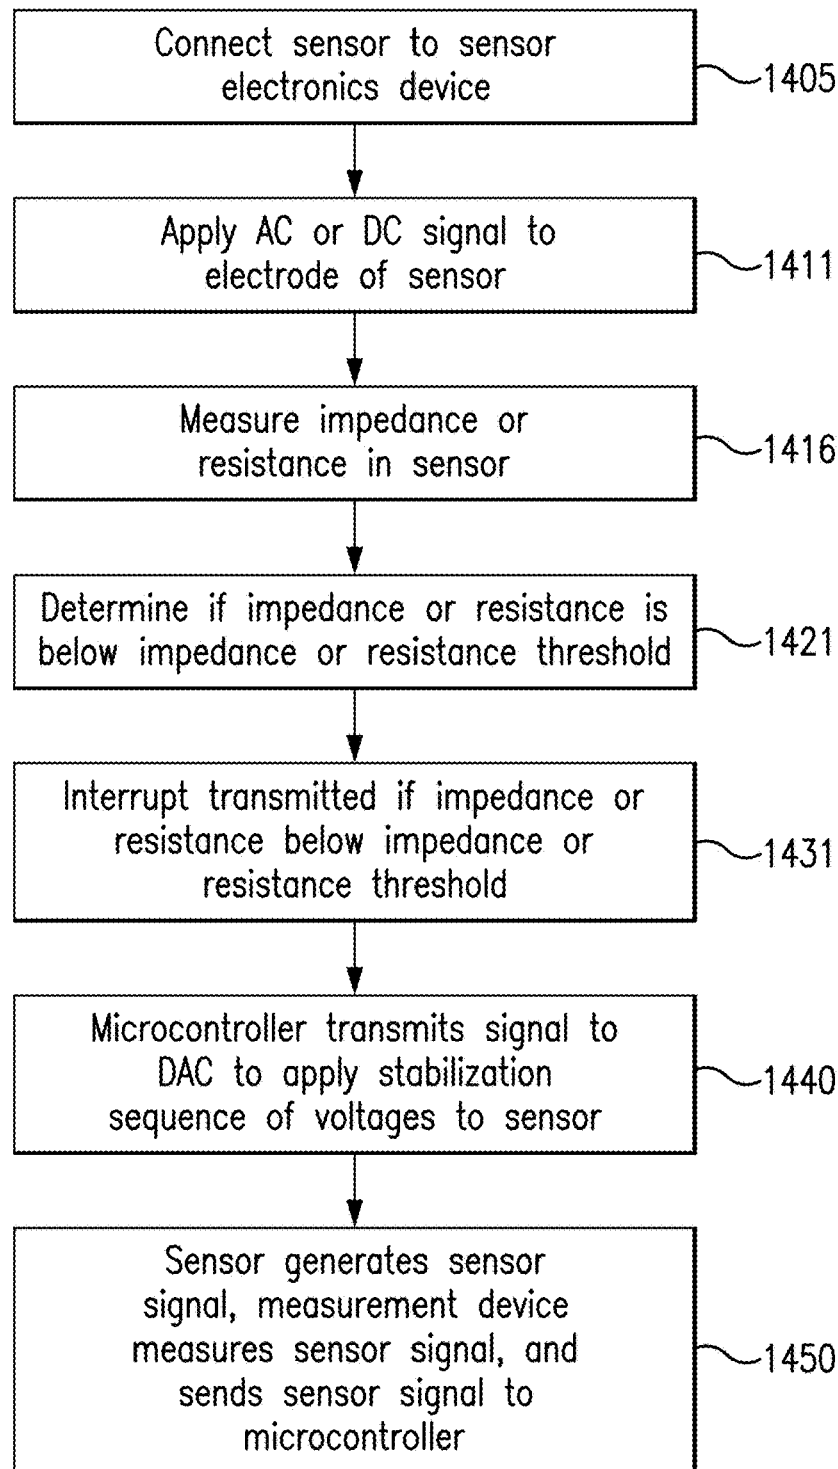 Connect sensor to sensor
electronics device
1405
Apply AC or DC signal to
electrode of sensor
1411
Measure impedance or
resistance in sensor
1416
Determine if impedance or resistance is
below impedance or resistance threshold
1421
Interrupt transmitted if impedance or
resistance below impedance or
resistance threshold
1431
Microcontroller transmits signal to
DAC to apply stabilization
sequence of voltages to sensor
1440
Sensor generates sensor
signal, measurement device
measures sensor signal, and
sends sensor signal to
microcontroller
1450